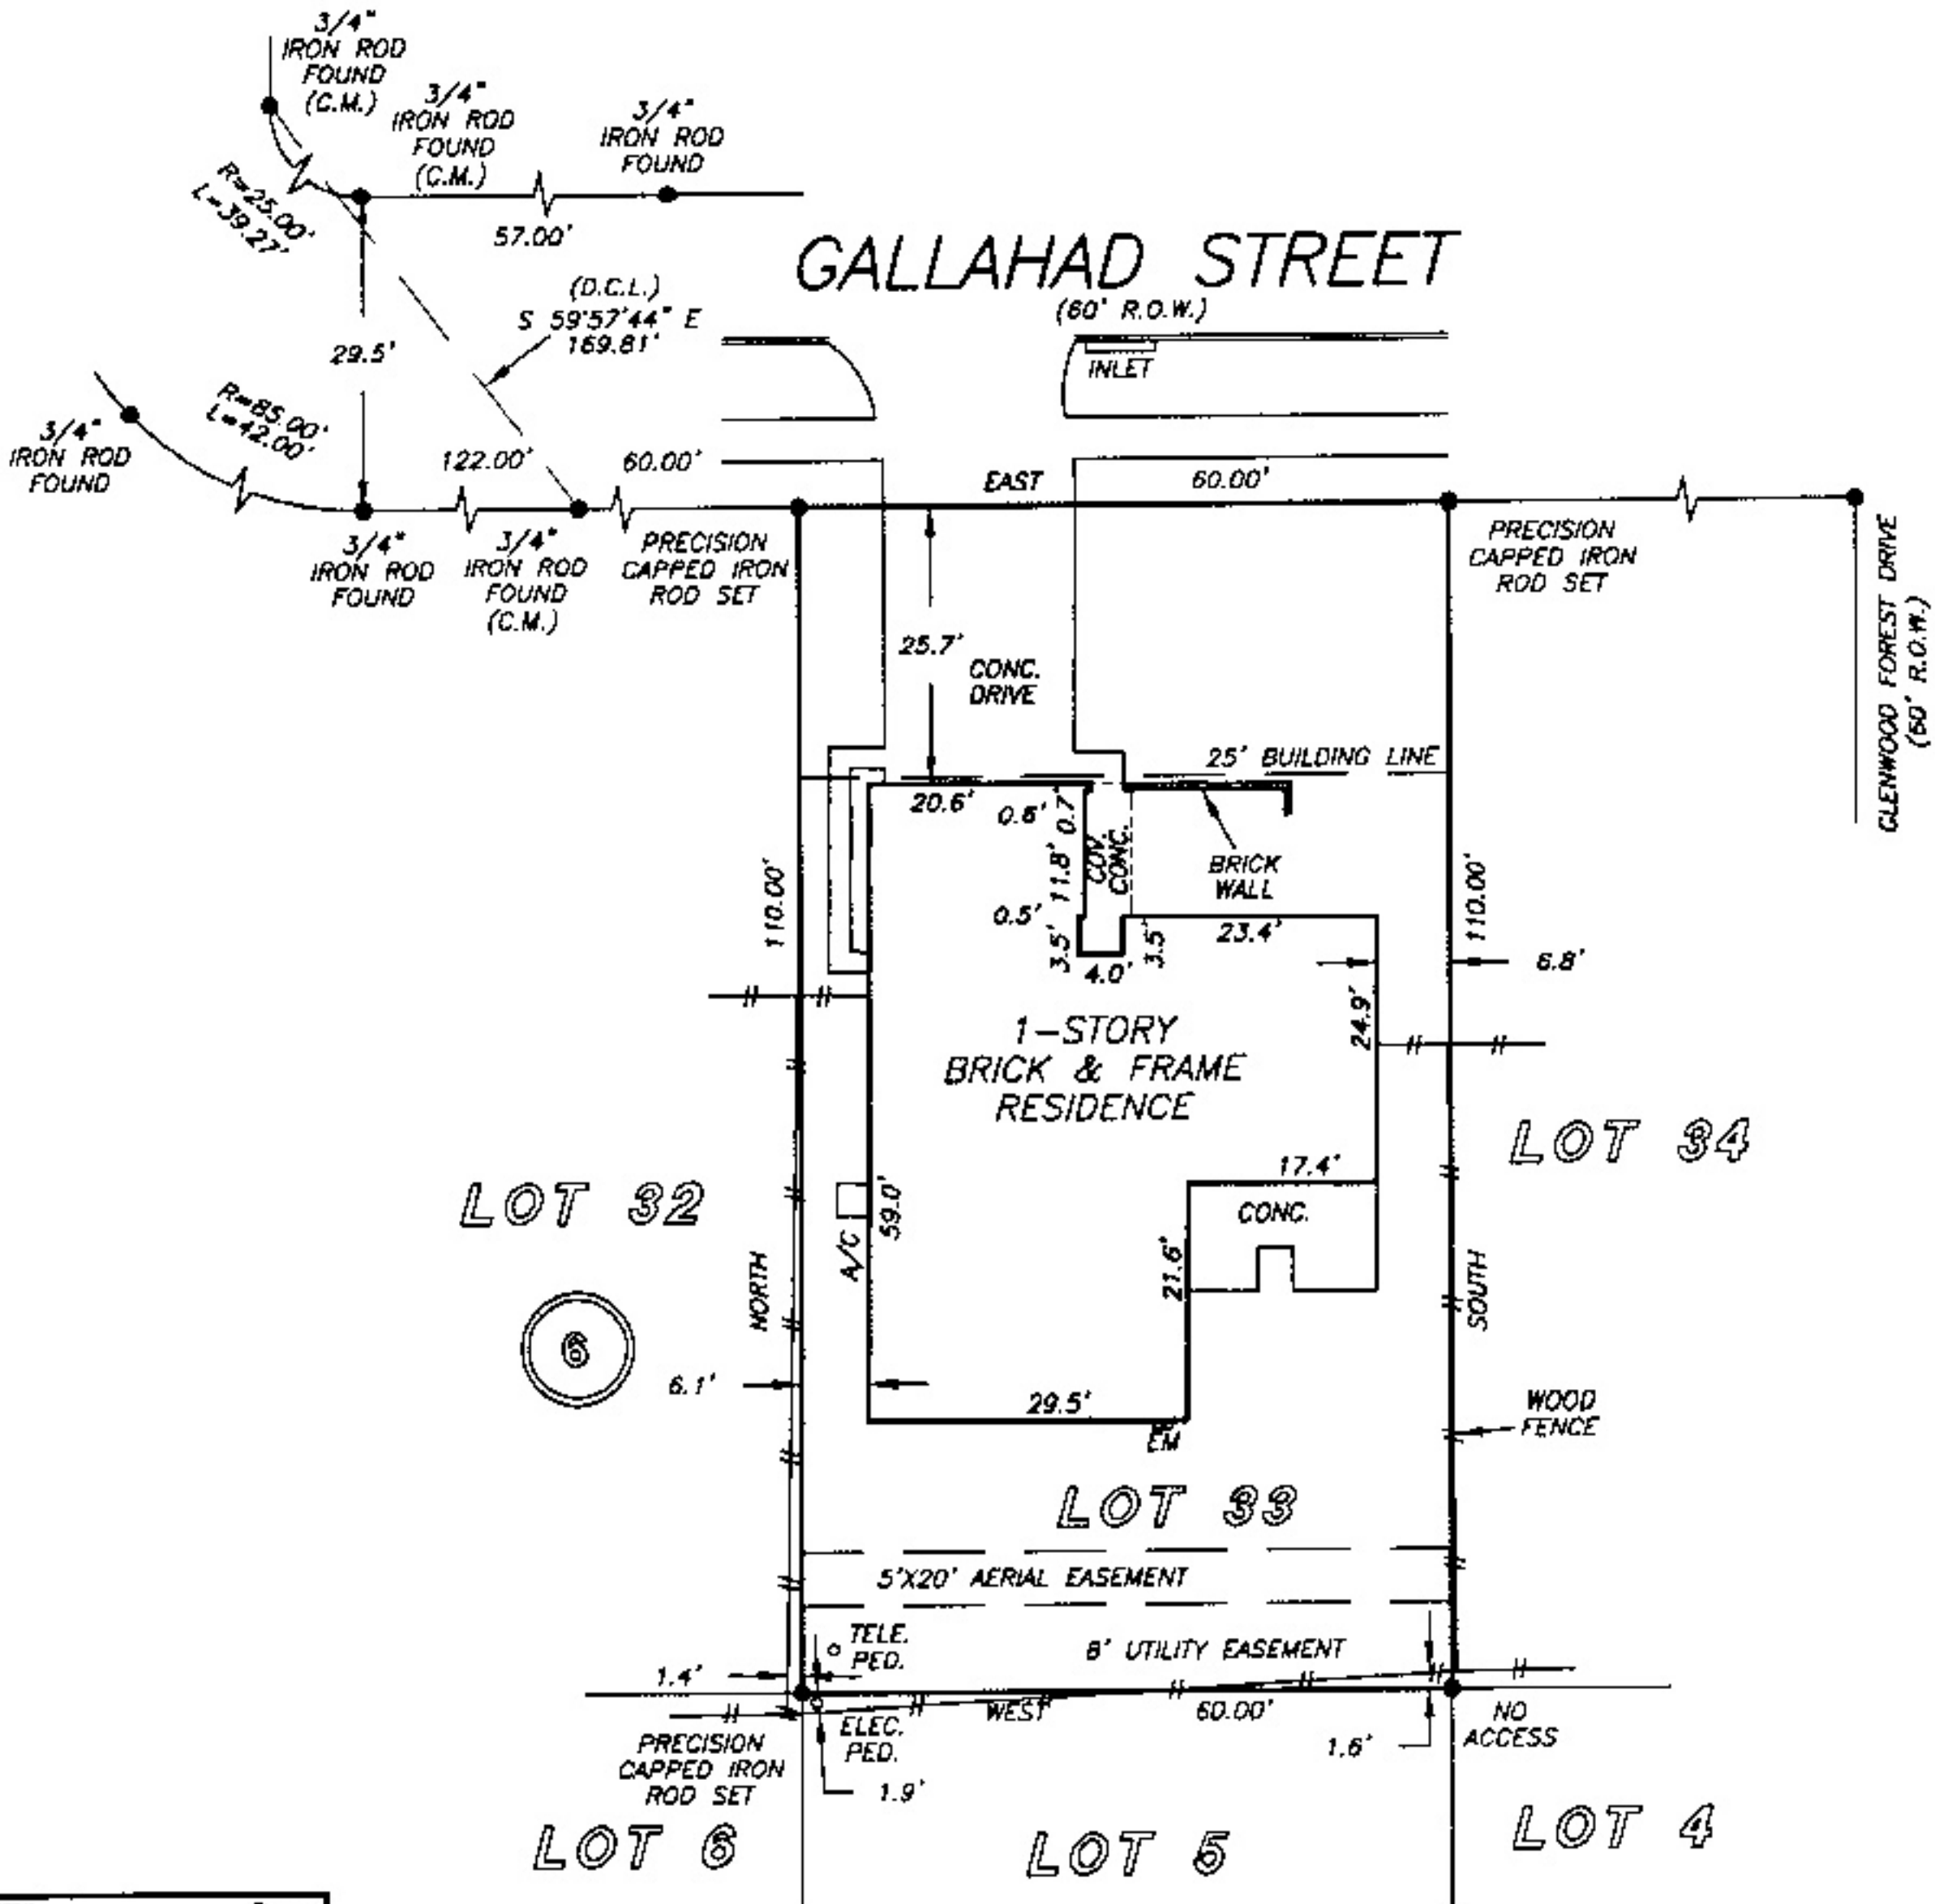 3/4"
IRON ROD
FOUND
(C.M.)
3/4"
IRON ROD
FOUND
(C.M.)
3/4"
IRON ROD
FOUND
R=25.00'
L=39.27'
57.00'
GALLAHAD STREET
(60' R.O.W.)
(D.C.L.)
S 59°57'44" E
169.81'
29.5'
INLET
R=85.00'
L=42.00'
3/4"
IRON ROD
FOUND
122.00'
60.00'
EAST
60.00'
3/4"
IRON ROD
FOUND
3/4"
IRON ROD
FOUND
(C.M.)
PRECISION
CAPPED IRON
ROD SET
PRECISION
CAPPED IRON
ROD SET
GLENWOOD FOREST DRIVE
(60' R.O.W.)
25.7'
CONC.
DRIVE
25' BUILDING LINE
20.6'
0.6'
0.7'
11.8'
COV.
CONC.
BRICK
WALL
110.00'
110.00'
0.5'
3.5'
4.0'
3.5'
23.4'
6.8'
24.9'
1-STORY
BRICK & FRAME
RESIDENCE
LOT 34
17.4'
LOT 32
59.0'
CONC.
A/C
21.6'
NORTH
SOUTH
6
6.1'
29.5'
EM
WOOD
FENCE
LOT 33
5'X20' AERIAL EASEMENT
TELE.
PED.
8' UTILITY EASEMENT
1.4'
WEST
60.00'
NO
ACCESS
ELEC.
PED.
1.6'
PRECISION
CAPPED IRON
ROD SET
1.9'
LOT 6
LOT 5
LOT 4